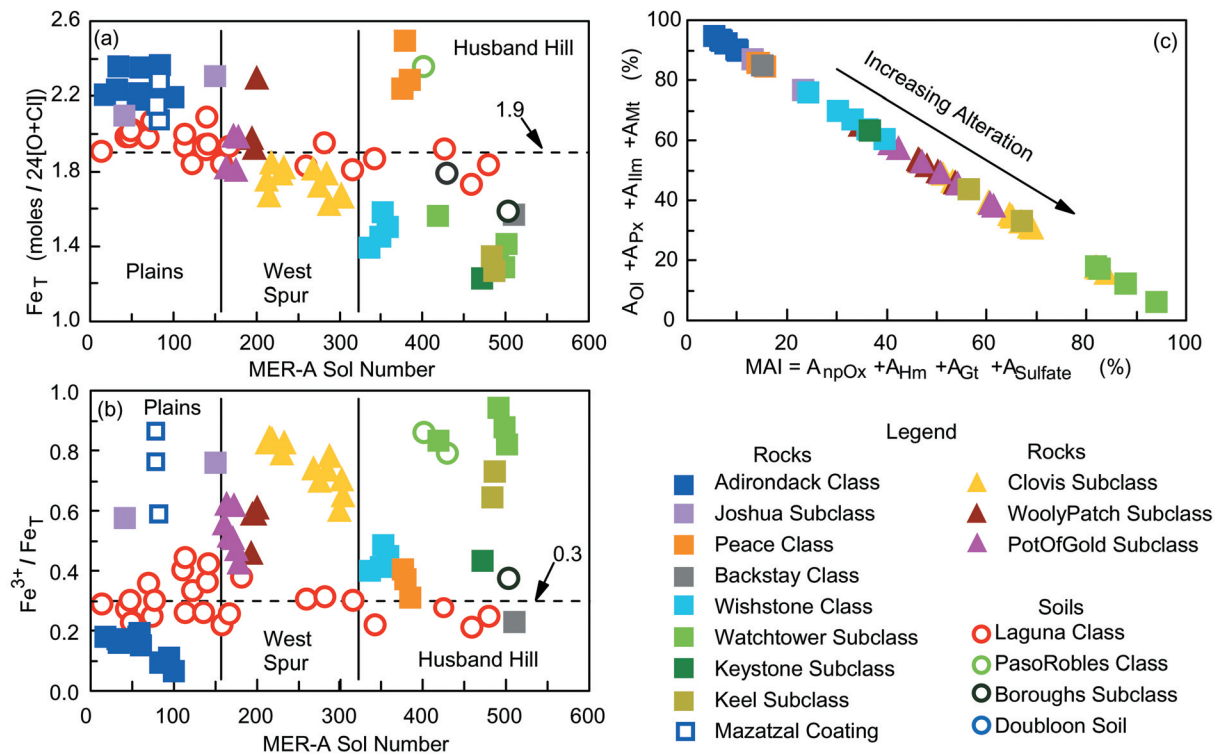 (a)
Husband Hill
1.9
Plains
West
Spur
2.6
2.2
1.8
1.4
1.0
Fe_T (moles / 24[O+Cl])
0 100 200 300 400 500 600
MER-A Sol Number
(c)
Increasing Alteration
100
80
60
40
20
0
A_Ol +A_Px +A_Ilm +A_Mt (%)
0 20 40 60 80 100
MAI = A_npOx +A_Hm +A_Gt +A_Sulfate (%)
(b)
Plains
0.3
West
Spur
Husband Hill
1.0
0.8
0.6
0.4
0.2
0.0
Fe³⁺ / Fe_T
0 100 200 300 400 500 600
MER-A Sol Number
Legend
Rocks
Adirondack Class
Joshua Subclass
Peace Class
Backstay Class
Wishstone Class
Watchtower Subclass
Keystone Subclass
Keel Subclass
Mazatzal Coating
Rocks
Clovis Subclass
WoolyPatch Subclass
PotOfGold Subclass
Soils
Laguna Class
PasoRobles Class
Boroughs Subclass
Doubloon Soil